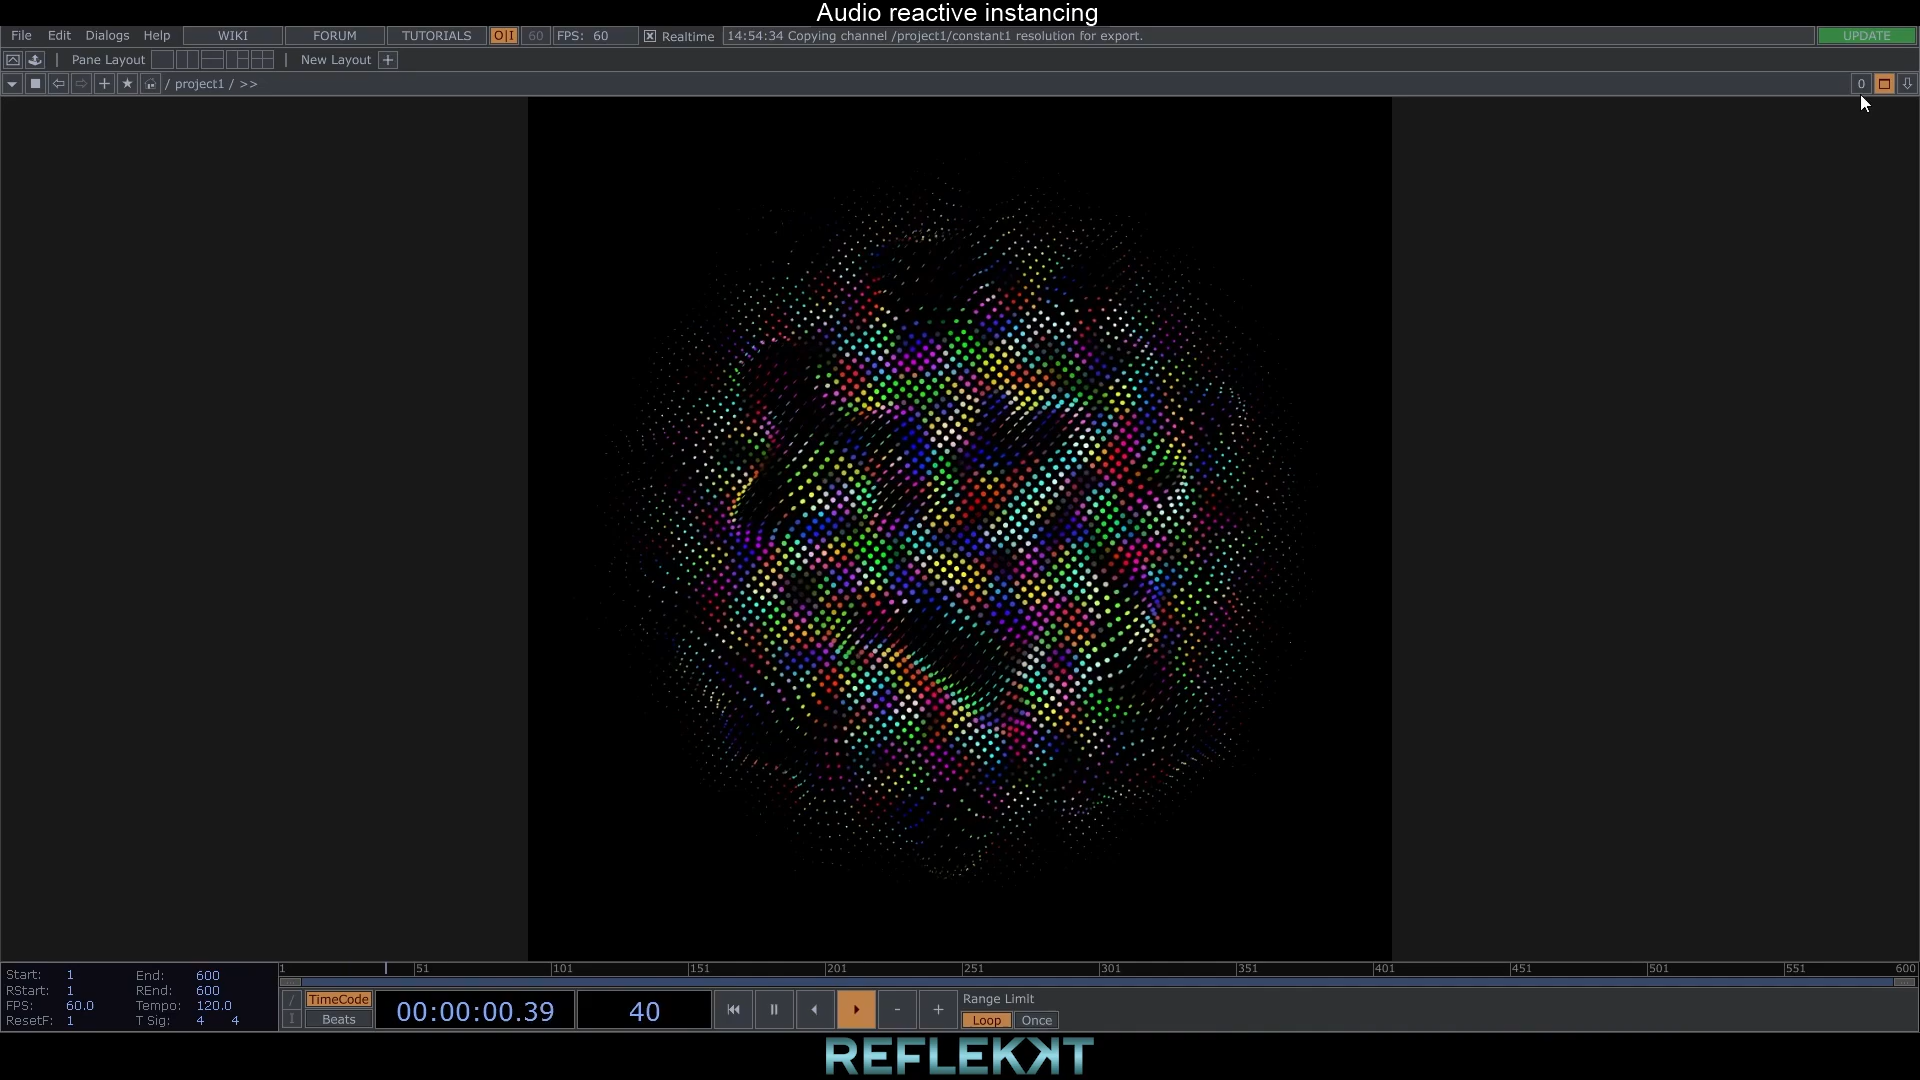 Audio reactive instancing
File Edit Dialogs Help WIKI FORUM TUTORIALS O|I 60 FPS: 60 Realtime 14:54:34 Copying channel /project1/constant1 resolution for export. UPDATE
| Pane Layout | New Layout +
+ ★ / project1 / >> 0
1 51 101 151 201 251 301 351 401 451 501 551 600
Start: 1 End: 600
RStart: 1 REnd: 600
FPS: 60.0 Tempo: 120.0
ResetF: 1 T Sig: 4 4
/ TimeCode
I Beats
00:00:00.39 40 - +
Range Limit
Loop Once
REFLEKKT